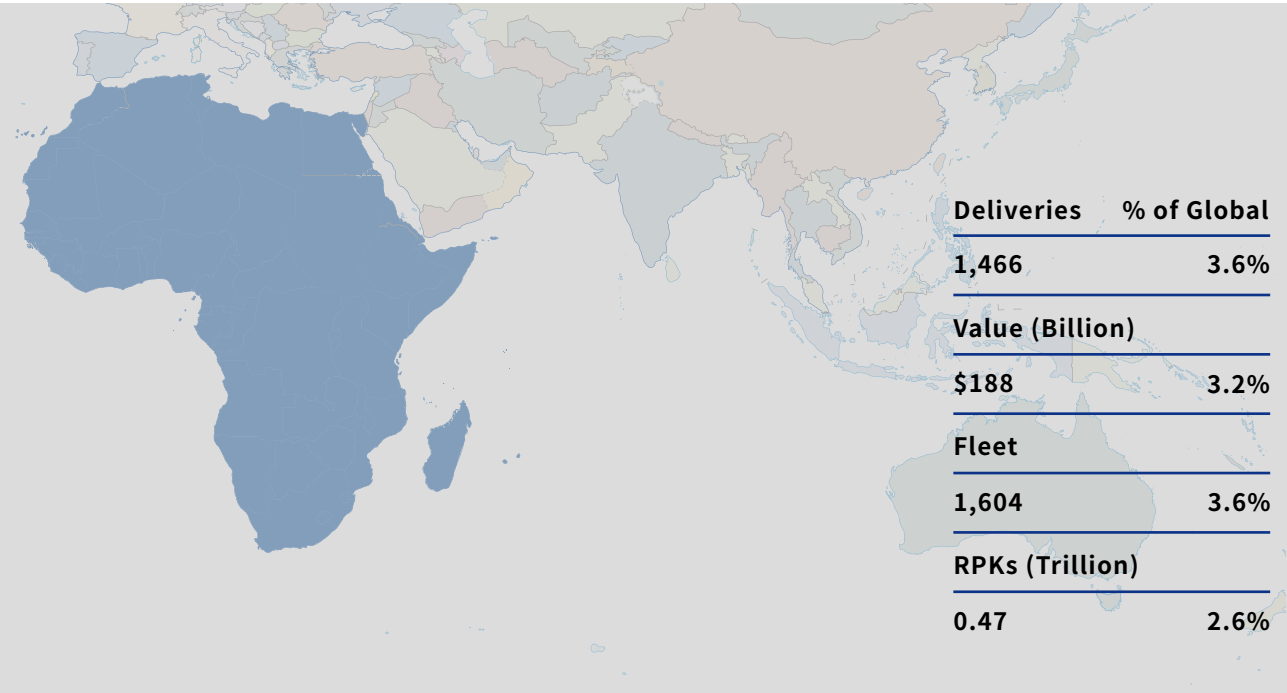 Deliveries % of Global
1,466 3.6%
Value (Billion)
$188 3.2%
Fleet
1,604 3.6%
RPKs (Trillion)
0.47 2.6%